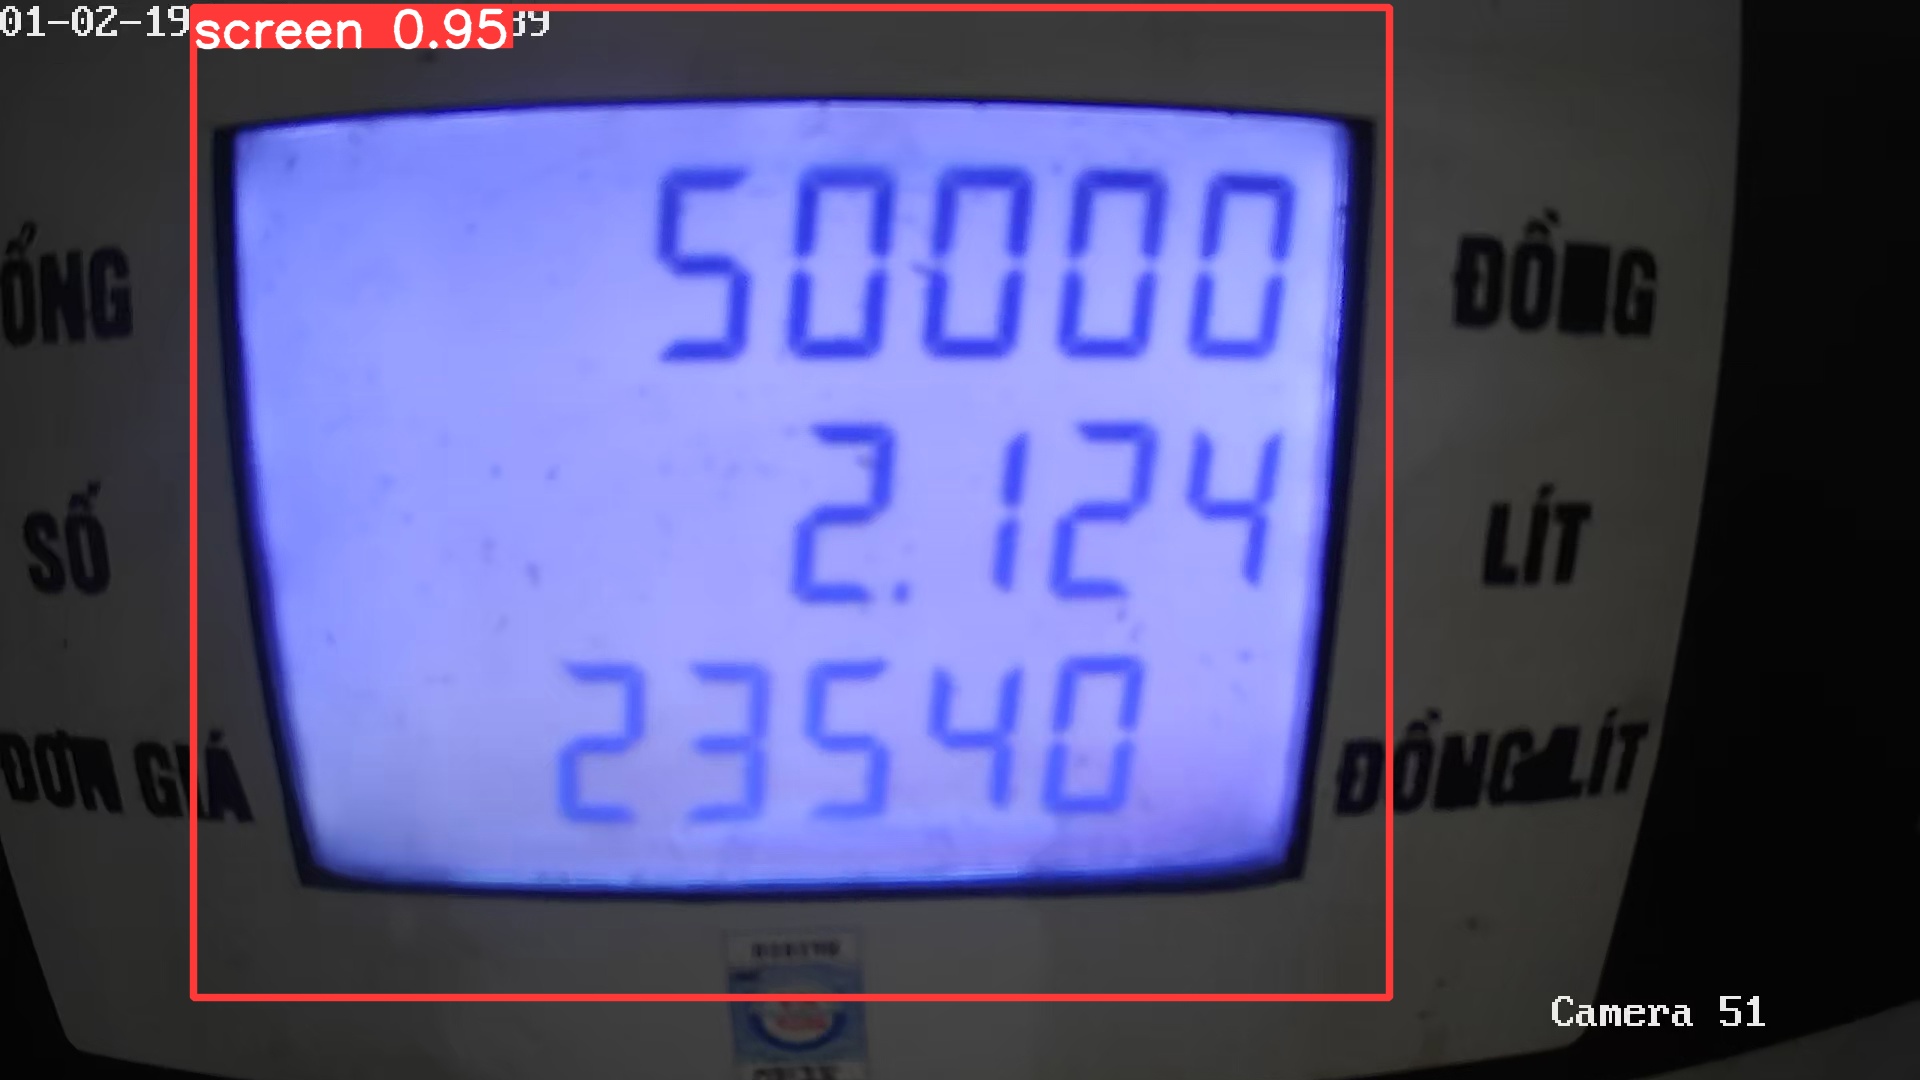 01-02-19
39
screen 0.95
50000
ĐỒNG
2.124
SỐ
LÍT
23540
ĐƠN GIÁ
ĐỒNG/LÍT
Camera 51